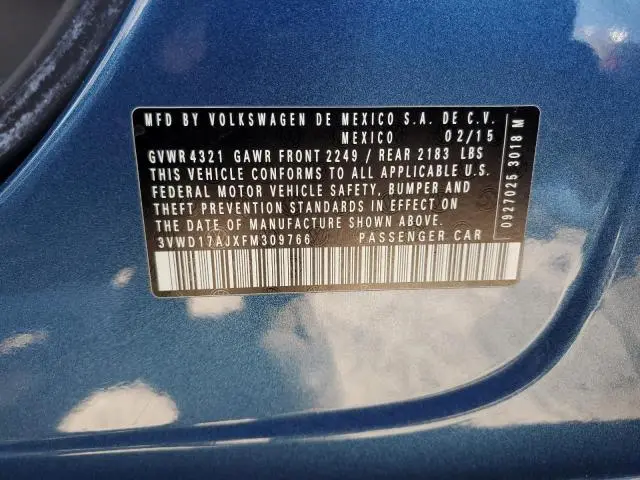 MFD BY VOLKSWAGEN DE MEXICO S.A. DE C.V.
MEXICO 02/15
GVWR 4321 GAWR FRONT 2249 / REAR 2183 LBS
THIS VEHICLE CONFORMS TO ALL APPLICABLE U.S.
FEDERAL MOTOR VEHICLE SAFETY, BUMPER AND
THEFT PREVENTION STANDARDS IN EFFECT ON
THE DATE OF MANUFACTURE SHOWN ABOVE.
3VWD17AJXFM309766 PASSENGER CAR
0927025 3018 M